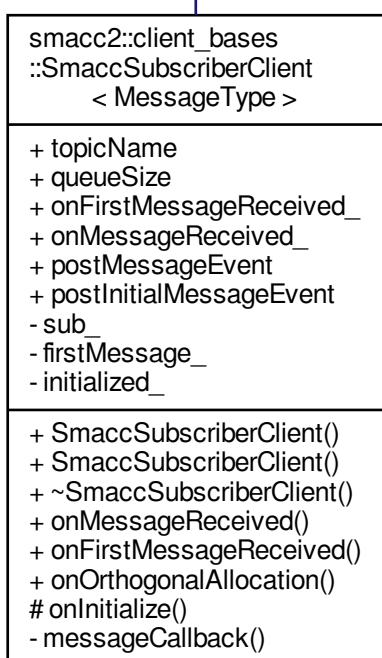 smacc2::client_bases
::SmaccSubscriberClient
< MessageType >
+ topicName
+ queueSize
+ onFirstMessageReceived_
+ onMessageReceived_
+ postMessageEvent
+ postInitialMessageEvent
- sub_
- firstMessage_
- initialized_
+ SmaccSubscriberClient()
+ SmaccSubscriberClient()
+ ~SmaccSubscriberClient()
+ onMessageReceived()
+ onFirstMessageReceived()
+ onOrthogonalAllocation()
# onInitialize()
- messageCallback()